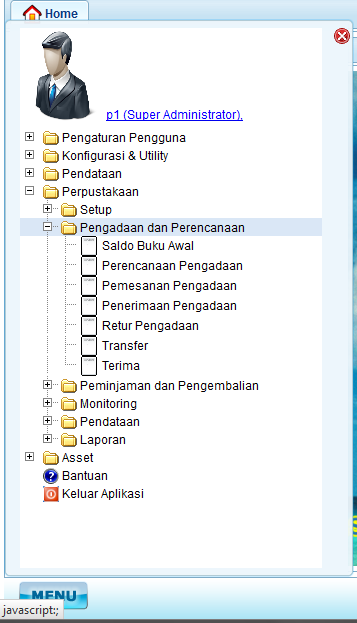 Home
p1 (Super Administrator),
Pengaturan Pengguna
Konfigurasi & Utility
Pendataan
Perpustakaan
Setup
Pengadaan dan Perencanaan
Saldo Buku Awal
Perencanaan Pengadaan
Pemesanan Pengadaan
Penerimaan Pengadaan
Retur Pengadaan
Transfer
Terima
Peminjaman dan Pengembalian
Monitoring
Pendataan
Laporan
Asset
Bantuan
Keluar Aplikasi
MENU
javascript:;